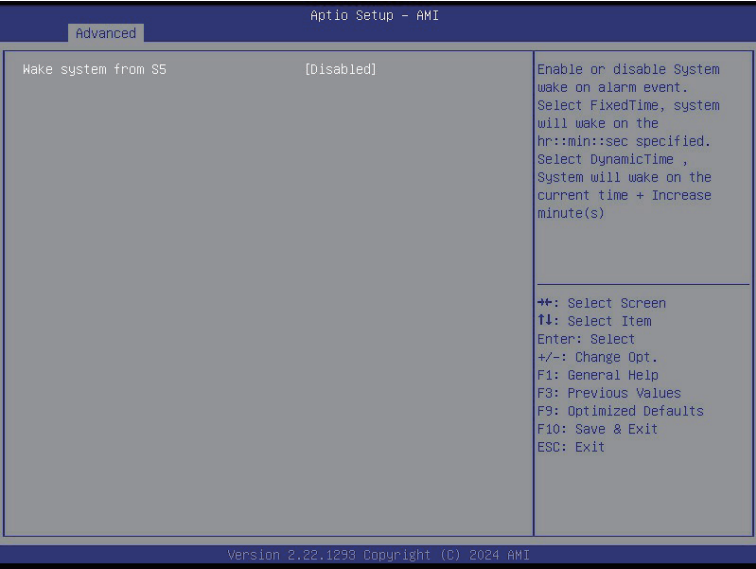 Aptio Setup – AMI
Advanced
Wake system from S5 [Disabled]
Enable or disable System
wake on alarm event.
Select FixedTime, system
will wake on the
hr::min::sec specified.
Select DynamicTime ,
System will wake on the
current time + Increase
minute(s)
→←: Select Screen
↑↓: Select Item
Enter: Select
+/-: Change Opt.
F1: General Help
F3: Previous Values
F9: Optimized Defaults
F10: Save & Exit
ESC: Exit
Version 2.22.1293 Copyright (C) 2024 AMI